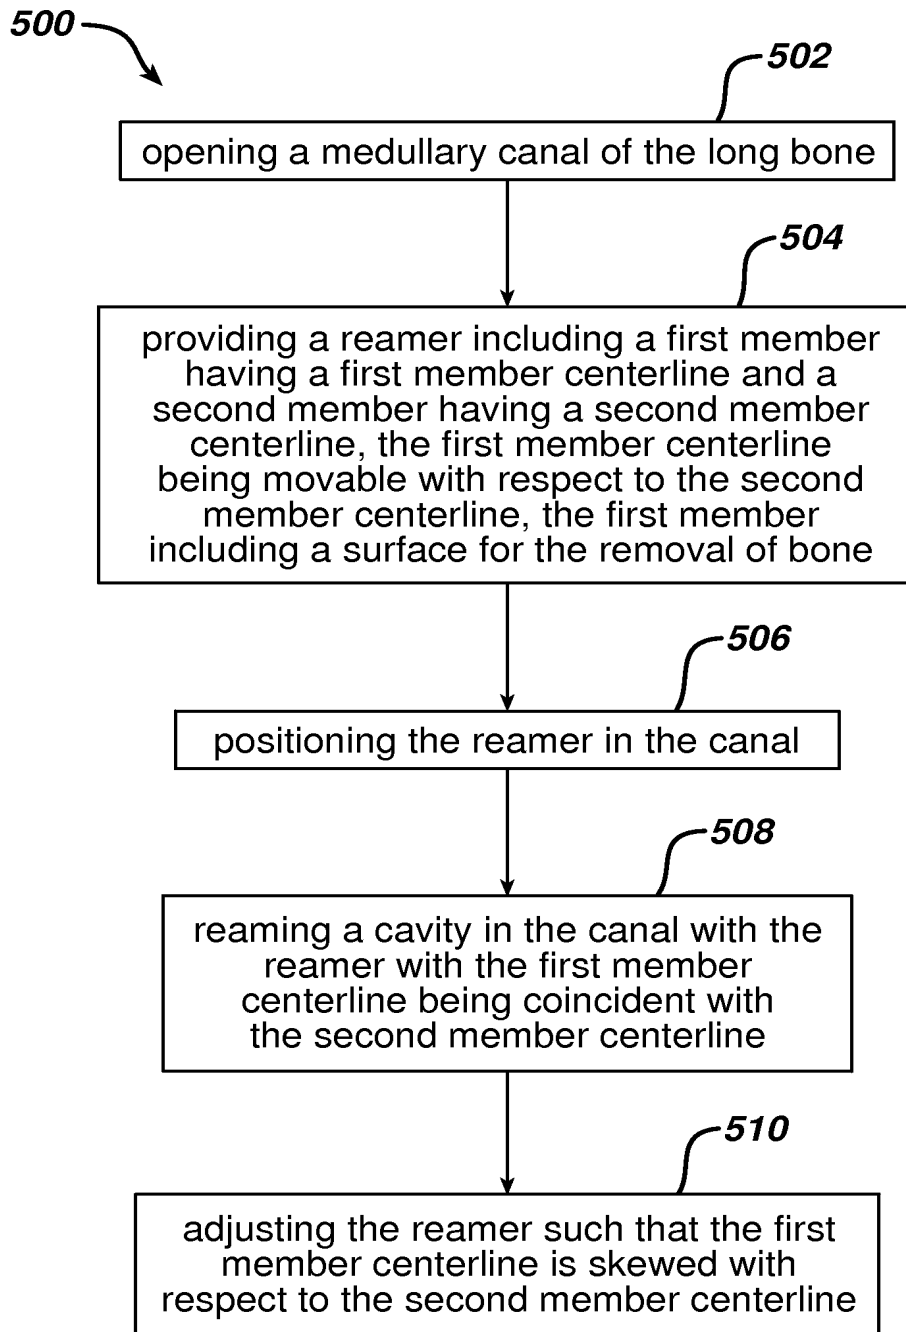 500
502
opening a medullary canal of the long bone
504
providing a reamer including a first member
having a first member centerline and a
second member having a second member
centerline, the first member centerline
being movable with respect to the second
member centerline, the first member
including a surface for the removal of bone
506
positioning the reamer in the canal
508
reaming a cavity in the canal with the
reamer with the first member
centerline being coincident with
the second member centerline
510
adjusting the reamer such that the first
member centerline is skewed with
respect to the second member centerline